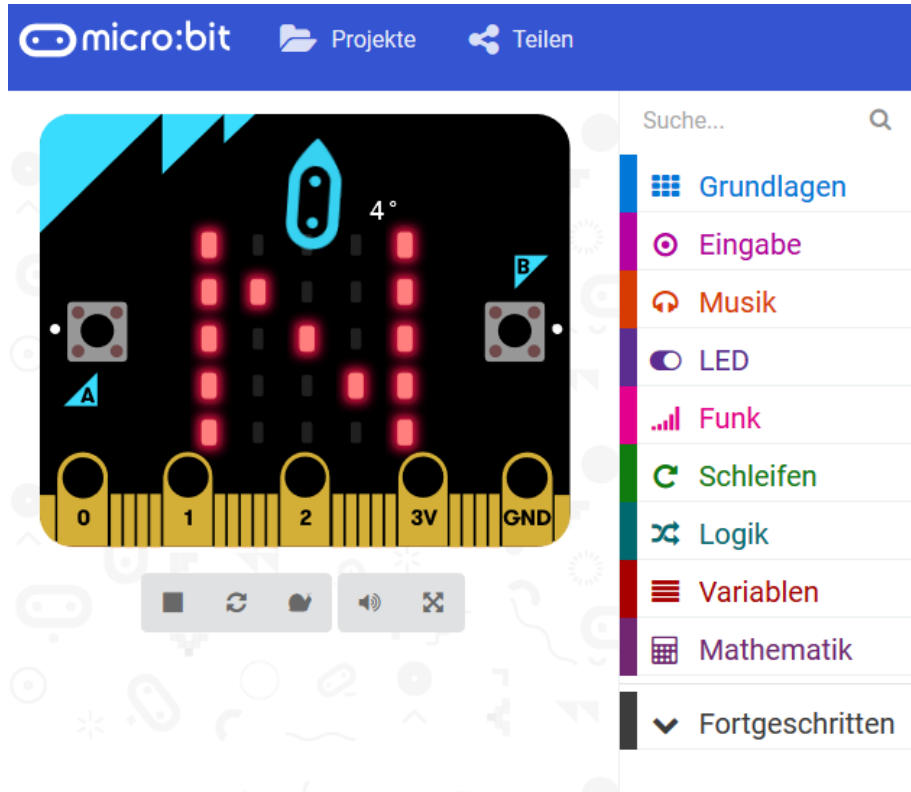 micro:bit Projekte Teilen
Suche...
4°
B
A
0 1 2 3V GND
Grundlagen
Eingabe
Musik
LED
Funk
Schleifen
Logik
Variablen
Mathematik
Fortgeschritten